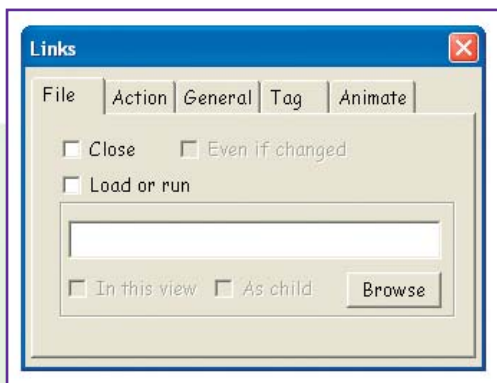 Links
File Action General Tag Animate
Close Even if changed
Load or run
In this view As child Browse